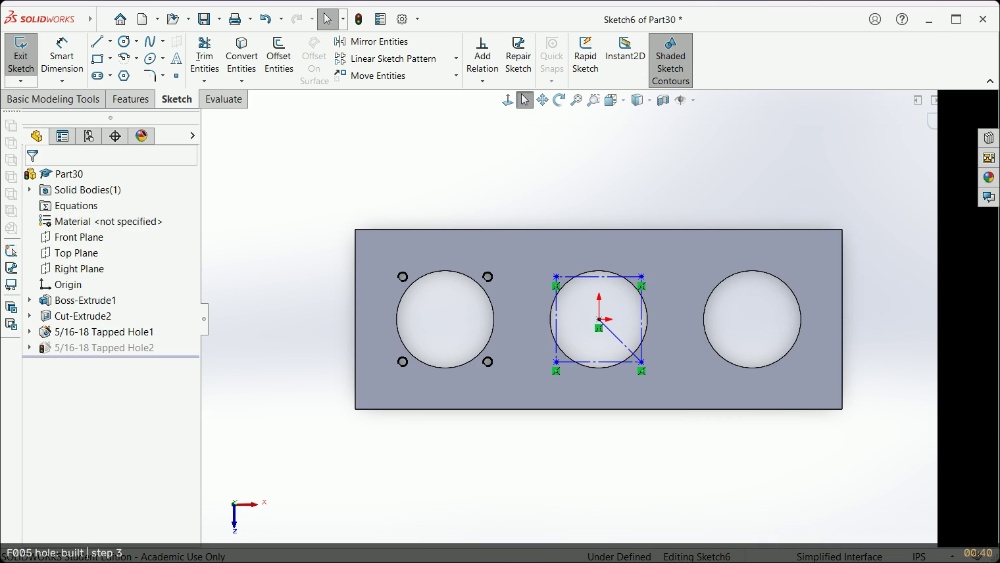 SOLIDWORKS
Sketch6 of Part30 *
Exit Sketch
Smart Dimension
Trim Entities
Convert Entities
Offset Entities
Offset On Surface
Mirror Entities
Linear Sketch Pattern
Move Entities
Add Relation
Repair Sketch
Quick Snaps
Rapid Sketch
Instant2D
Shaded Sketch Contours
Basic Modeling Tools
Features
Sketch
Evaluate
Part30
Solid Bodies(1)
Equations
Material <not specified>
Front Plane
Top Plane
Right Plane
Origin
Boss-Extrude1
Cut-Extrude2
5/16-18 Tapped Hole1
5/16-18 Tapped Hole2
X
Z
F005 hole: built | step 3
- Academic Use Only
Under Defined
Editing Sketch6
Simplified Interface
IPS
00:40